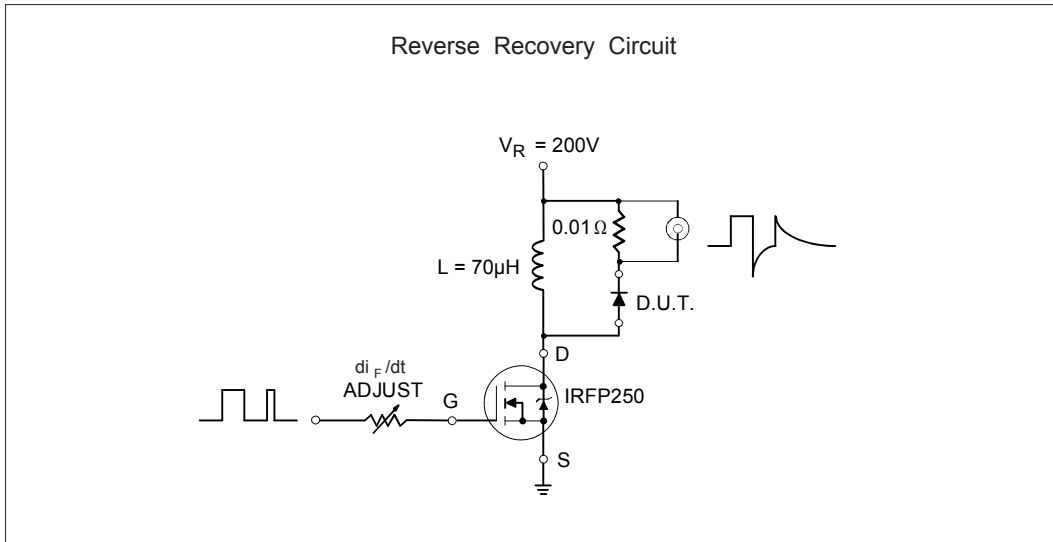 Reverse Recovery Circuit
V_R = 200V
0.01 Ω
L = 70µH
D.U.T.
D
di_F/dt
ADJUST
G
IRFP250
S